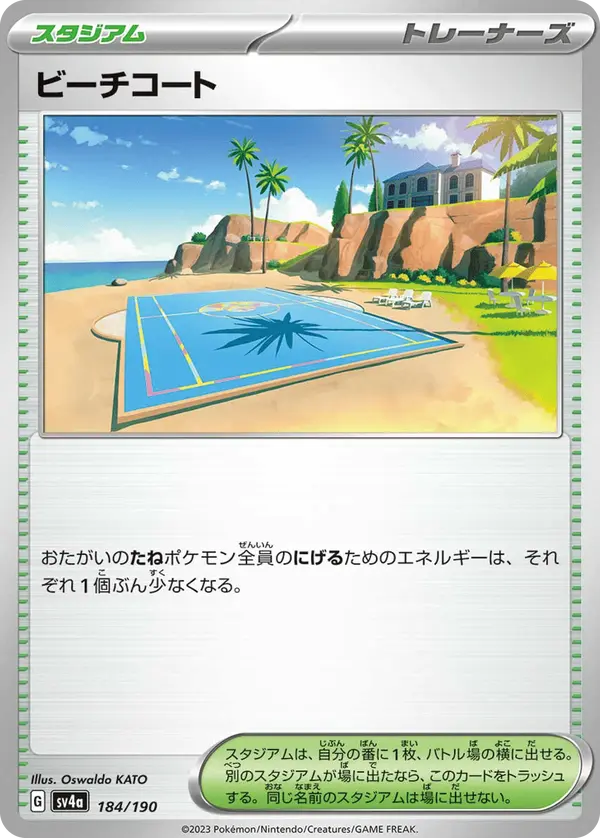 スタジアム
トレーナーズ
ビーチコート
おたがいのたねポケモン全員のにげるためのエネルギーは、それ
ぞれ1個ぶん少なくなる。
スタジアムは、自分の番に1枚、バトル場の横に出せる。
別のスタジアムが場に出たなら、このカードをトラッシュ
する。同じ名前のスタジアムは場に出せない。
Illus. Oswaldo KATO
G sv4a 184/190
©2023 Pokémon/Nintendo/Creatures/GAME FREAK.